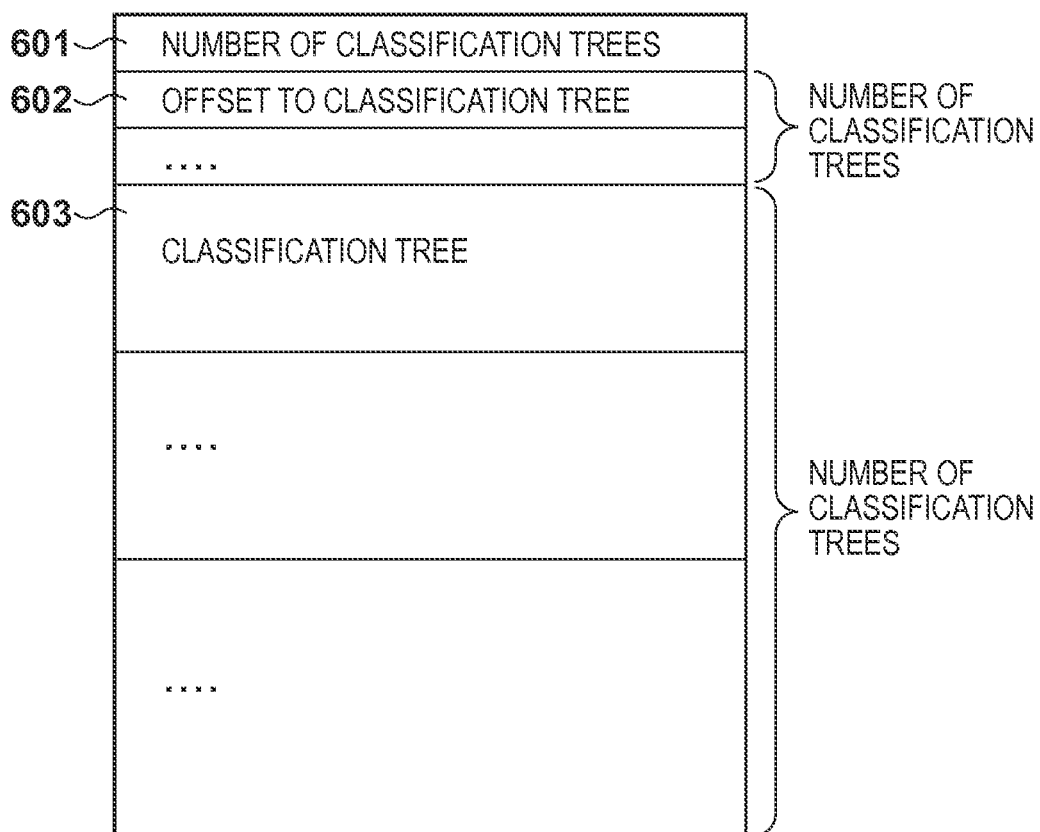 601 NUMBER OF CLASSIFICATION TREES
602 OFFSET TO CLASSIFICATION TREE
....
NUMBER OF
CLASSIFICATION
TREES
603
CLASSIFICATION TREE
....
NUMBER OF
CLASSIFICATION
TREES
....